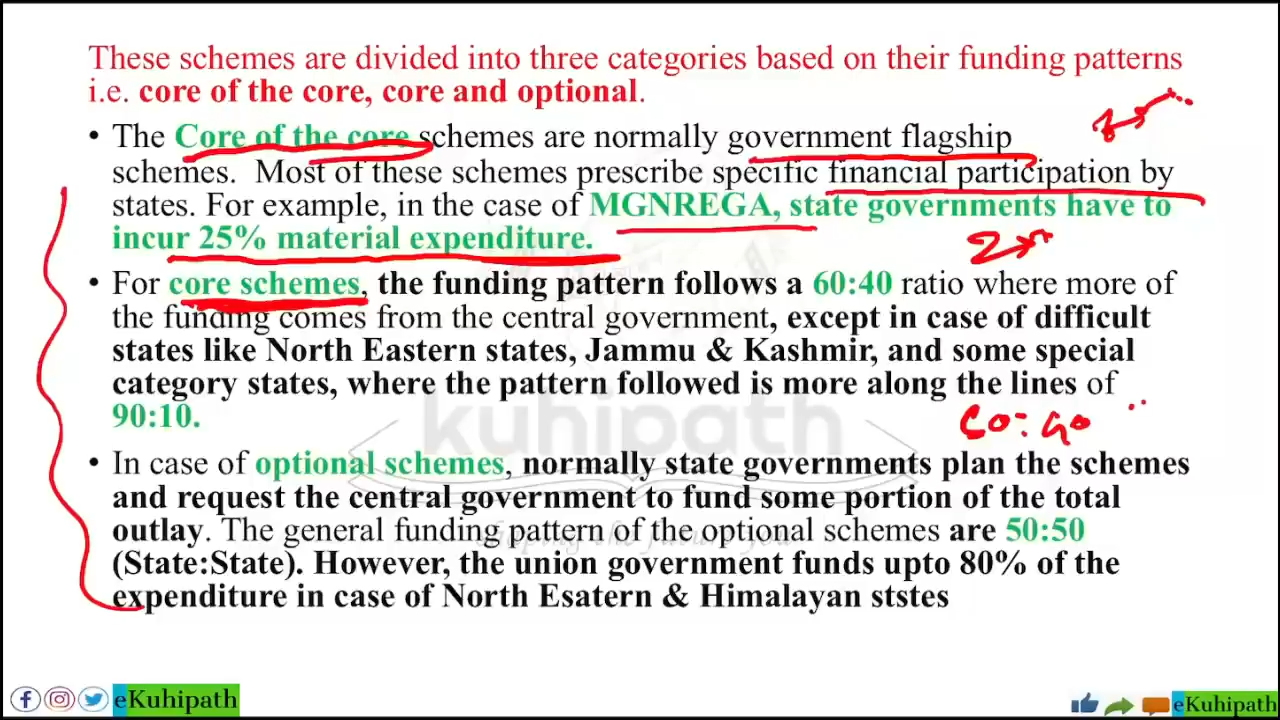 These schemes are divided into three categories based on their funding patterns
i.e. core of the core, core and optional.
• The Core of the core schemes are normally government flagship
schemes. Most of these schemes prescribe specific financial participation by
states. For example, in the case of MGNREGA, state governments have to
incur 25% material expenditure.
• For core schemes, the funding pattern follows a 60:40 ratio where more of
the funding comes from the central government, except in case of difficult
states like North Eastern states, Jammu & Kashmir, and some special
category states, where the pattern followed is more along the lines of
90:10.
60:40
• In case of optional schemes, normally state governments plan the schemes
and request the central government to fund some portion of the total
outlay. The general funding pattern of the optional schemes are 50:50
(State:State). However, the union government funds upto 80% of the
expenditure in case of North Esatern & Himalayan ststes
kuhipath
eKuhipath
eKuhipath